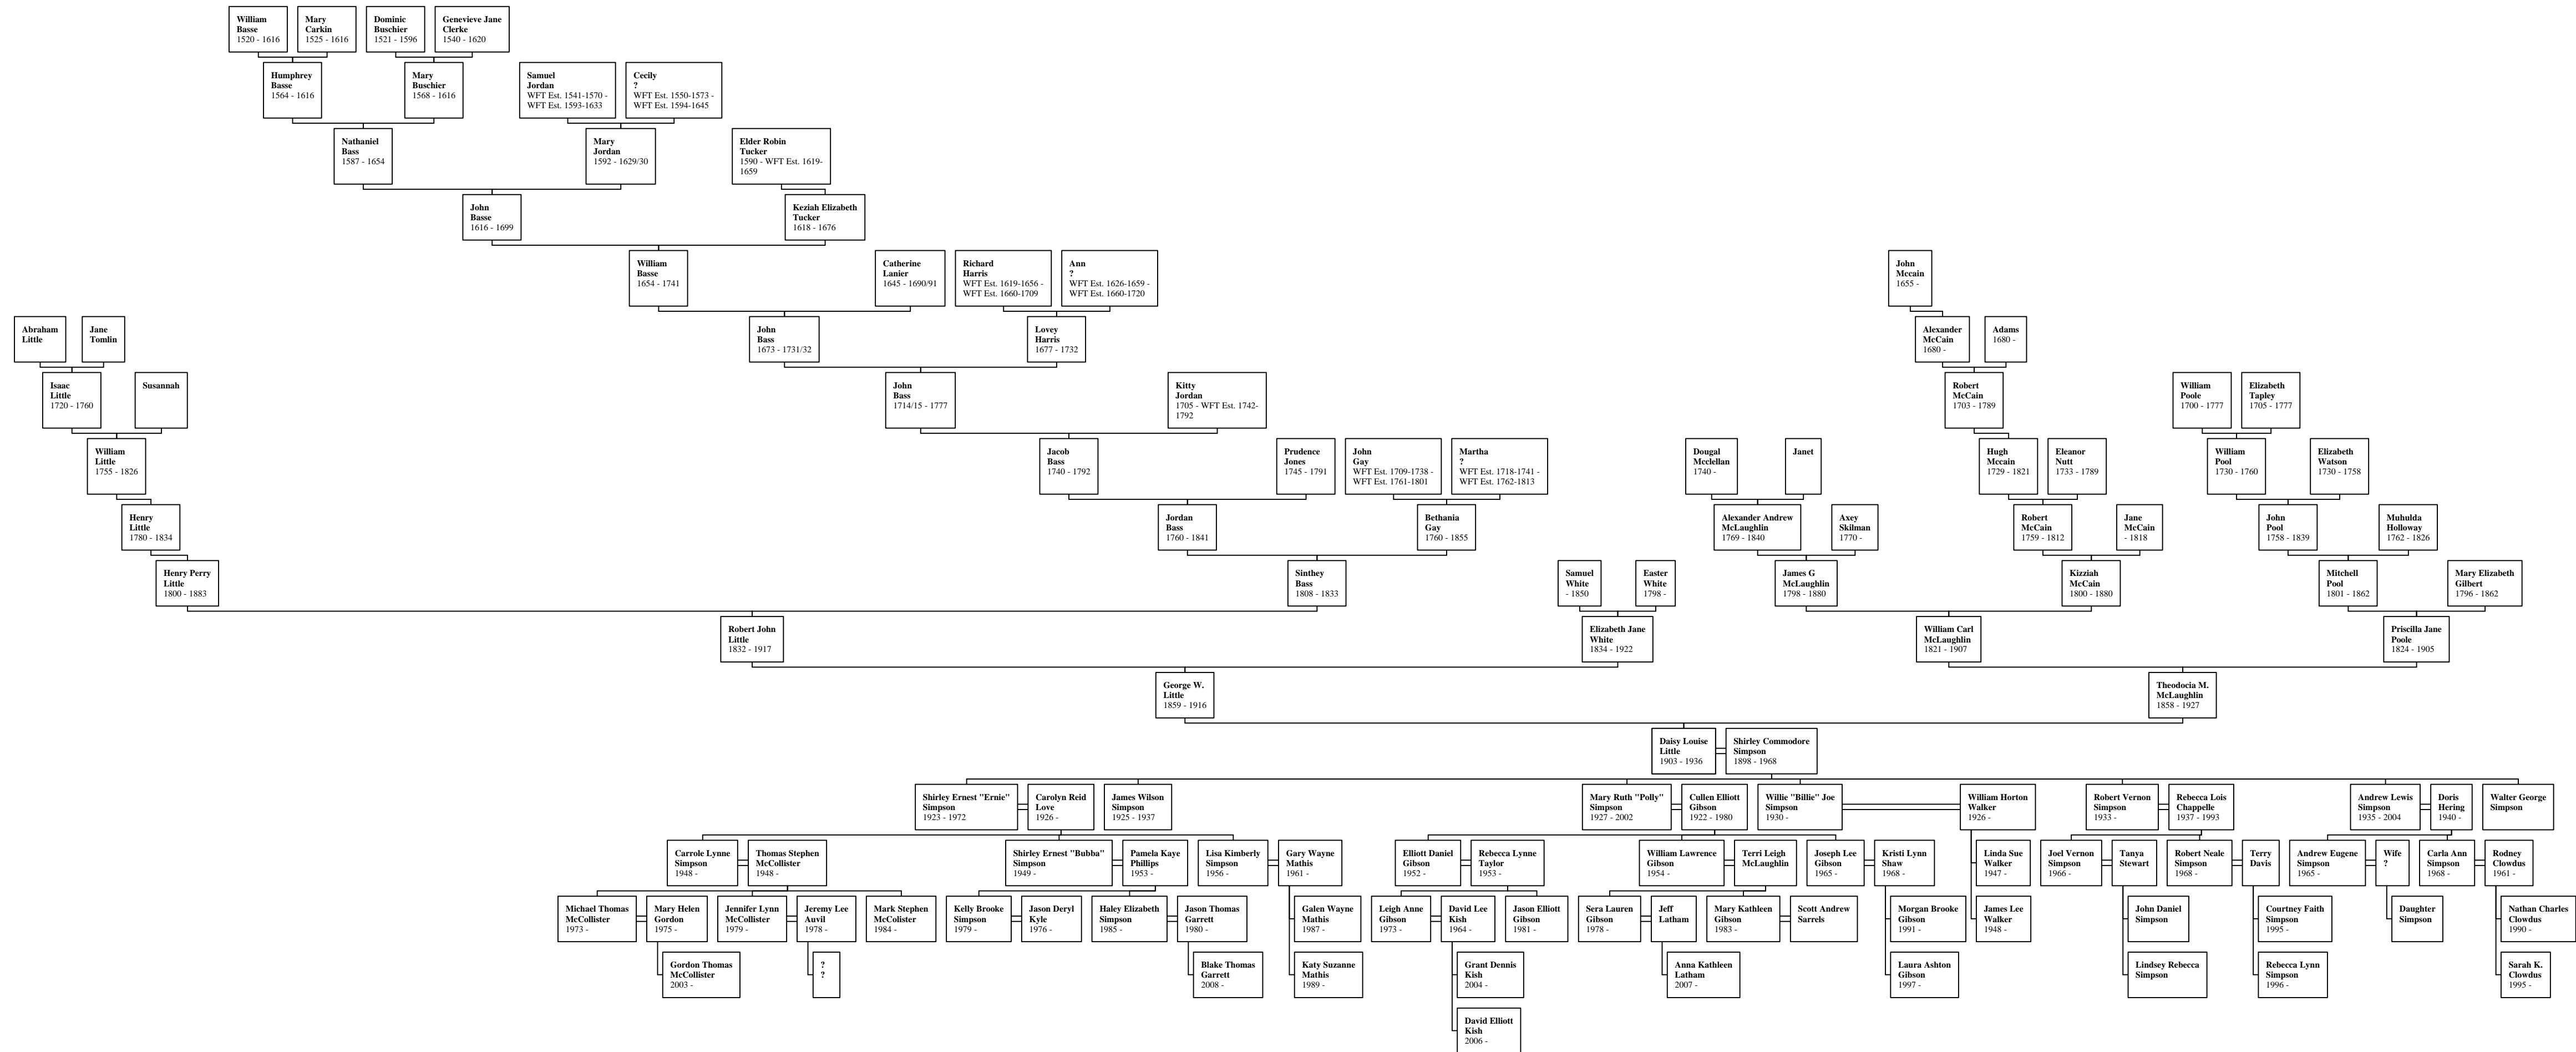 William
Basse
1520 - 1616
Mary
Carkin
1525 - 1616
Dominic
Buschier
1521 - 1596
Genevieve Jane
Clerke
1540 - 1620
Humphrey
Basse
1564 - 1616
Mary
Buschier
1568 - 1616
Samuel
Jordan
WFT Est. 1541-1570 -
WFT Est. 1593-1633
Cecily
?
WFT Est. 1550-1573 -
WFT Est. 1594-1645
Nathaniel
Bass
1587 - 1654
Mary
Jordan
1592 - 1629/30
Elder Robin
Tucker
1590 - WFT Est. 1619-
1659
John
Basse
1616 - 1699
Keziah Elizabeth
Tucker
1618 - 1676
William
Basse
1654 - 1741
Catherine
Lanier
1645 - 1690/91
Richard
Harris
WFT Est. 1619-1656 -
WFT Est. 1660-1709
Ann
?
WFT Est. 1626-1659 -
WFT Est. 1660-1720
John
Mccain
1655 -
Abraham
Little
Jane
Tomlin
John
Bass
1673 - 1731/32
Lovey
Harris
1677 - 1732
Alexander
McCain
1680 -
Adams
1680 -
Isaac
Little
1720 - 1760
Susannah
John
Bass
1714/15 - 1777
Kitty
Jordan
1705 - WFT Est. 1742-
1792
Robert
McCain
1703 - 1789
William
Poole
1700 - 1777
Elizabeth
Tapley
1705 - 1777
William
Little
1755 - 1826
Jacob
Bass
1740 - 1792
Prudence
Jones
1745 - 1791
John
Gay
WFT Est. 1709-1738 -
WFT Est. 1761-1801
Martha
?
WFT Est. 1718-1741 -
WFT Est. 1762-1813
Dougal
Mcclellan
1740 -
Janet
Hugh
Mccain
1729 - 1821
Eleanor
Nutt
1733 - 1789
William
Pool
1730 - 1760
Elizabeth
Watson
1730 - 1758
Henry
Little
1780 - 1834
Jordan
Bass
1760 - 1841
Bethania
Gay
1760 - 1855
Alexander Andrew
McLaughlin
1769 - 1840
Axey
Skilman
1770 -
Robert
McCain
1759 - 1812
Jane
McCain
- 1818
John
Pool
1758 - 1839
Muhulda
Holloway
1762 - 1826
Henry Perry
Little
1800 - 1883
Sinthey
Bass
1808 - 1833
Samuel
White
- 1850
Easter
White
1798 -
James G
McLaughlin
1798 - 1880
Kizziah
McCain
1800 - 1880
Mitchell
Pool
1801 - 1862
Mary Elizabeth
Gilbert
1796 - 1862
Robert John
Little
1832 - 1917
Elizabeth Jane
White
1834 - 1922
William Carl
McLaughlin
1821 - 1907
Priscilla Jane
Poole
1824 - 1905
George W.
Little
1859 - 1916
Theodocia M.
McLaughlin
1858 - 1927
Daisy Louise
Little
1903 - 1936
Shirley Commodore
Simpson
1898 - 1968
Shirley Ernest "Ernie"
Simpson
1923 - 1972
Carolyn Reid
Love
1926 -
James Wilson
Simpson
1925 - 1937
Mary Ruth "Polly"
Simpson
1927 - 2002
Cullen Elliott
Gibson
1922 - 1980
Willie "Billie" Joe
Simpson
1930 -
William Horton
Walker
1926 -
Robert Vernon
Simpson
1933 -
Rebecca Lois
Chappelle
1937 - 1993
Andrew Lewis
Simpson
1935 - 2004
Doris
Hering
1940 -
Walter George
Simpson
Carrole Lynne
Simpson
1948 -
Thomas Stephen
McCollister
1948 -
Shirley Ernest "Bubba"
Simpson
1949 -
Pamela Kaye
Phillips
1953 -
Lisa Kimberly
Simpson
1956 -
Gary Wayne
Mathis
1961 -
Elliott Daniel
Gibson
1952 -
Rebecca Lynne
Taylor
1953 -
William Lawrence
Gibson
1954 -
Terri Leigh
McLaughlin
Joseph Lee
Gibson
1965 -
Kristi Lynn
Shaw
1968 -
Linda Sue
Walker
1947 -
Joel Vernon
Simpson
1966 -
Tanya
Stewart
Robert Neale
Simpson
1968 -
Terry
Davis
Andrew Eugene
Simpson
1965 -
Wife
?
Carla Ann
Simpson
1968 -
Rodney
Clowdus
1961 -
Michael Thomas
McCollister
1973 -
Mary Helen
Gordon
1975 -
Jennifer Lynn
McCollister
1979 -
Jeremy Lee
Auvil
1978 -
Mark Stephen
McColister
1984 -
Kelly Brooke
Simpson
1979 -
Jason Deryl
Kyle
1976 -
Haley Elizabeth
Simpson
1985 -
Jason Thomas
Garrett
1980 -
Galen Wayne
Mathis
1987 -
Leigh Anne
Gibson
1973 -
David Lee
Kish
1964 -
Jason Elliott
Gibson
1981 -
Sera Lauren
Gibson
1978 -
Jeff
Latham
Mary Kathleen
Gibson
1983 -
Scott Andrew
Sarrels
Morgan Brooke
Gibson
1991 -
James Lee
Walker
1948 -
John Daniel
Simpson
Courtney Faith
Simpson
1995 -
Daughter
Simpson
Nathan Charles
Clowdus
1990 -
Gordon Thomas
McCollister
2003 -
?
?
Blake Thomas
Garrett
2008 -
Katy Suzanne
Mathis
1989 -
Grant Dennis
Kish
2004 -
Anna Kathleen
Latham
2007 -
Laura Ashton
Gibson
1997 -
Lindsey Rebecca
Simpson
Rebecca Lynn
Simpson
1996 -
Sarah K.
Clowdus
1995 -
David Elliott
Kish
2006 -